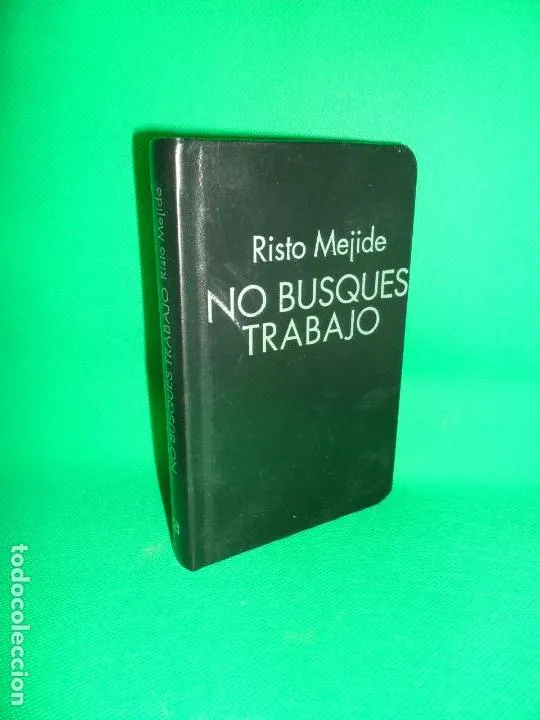 Risto Mejide
NO BUSQUES
TRABAJO
NO BUSQUES TRABAJO Risto Mejide
todocoleccion